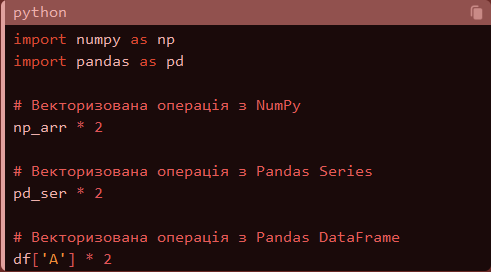 python
import numpy as np
import pandas as pd
# Векторизована операція з NumPy
np_arr * 2
# Векторизована операція з Pandas Series
pd_ser * 2
# Векторизована операція з Pandas DataFrame
df['A'] * 2